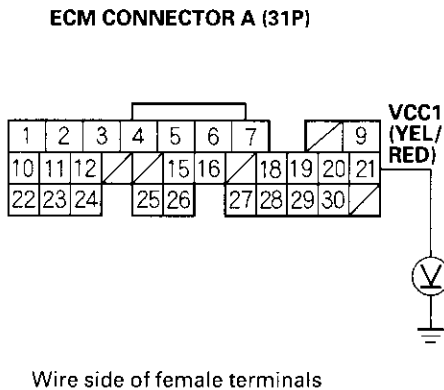 ECM CONNECTOR A (31P)
VCC1
(YEL/
RED)
1 2 3 4 5 6 7 9
10 11 12 15 16 18 19 20 21
22 23 24 25 26 27 28 29 30
V
Wire side of female terminals